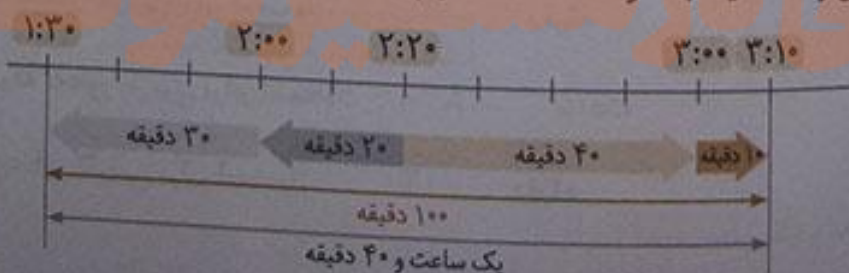 ۱:۳۰ ۲:۰۰ ۲:۲۰ ۳:۰۰ ۳:۱۰
۳۰ دقیقه ۲۰ دقیقه ۴۰ دقیقه ۱۰ دقیقه
۱۰۰ دقیقه
یک ساعت و ۴۰ دقیقه